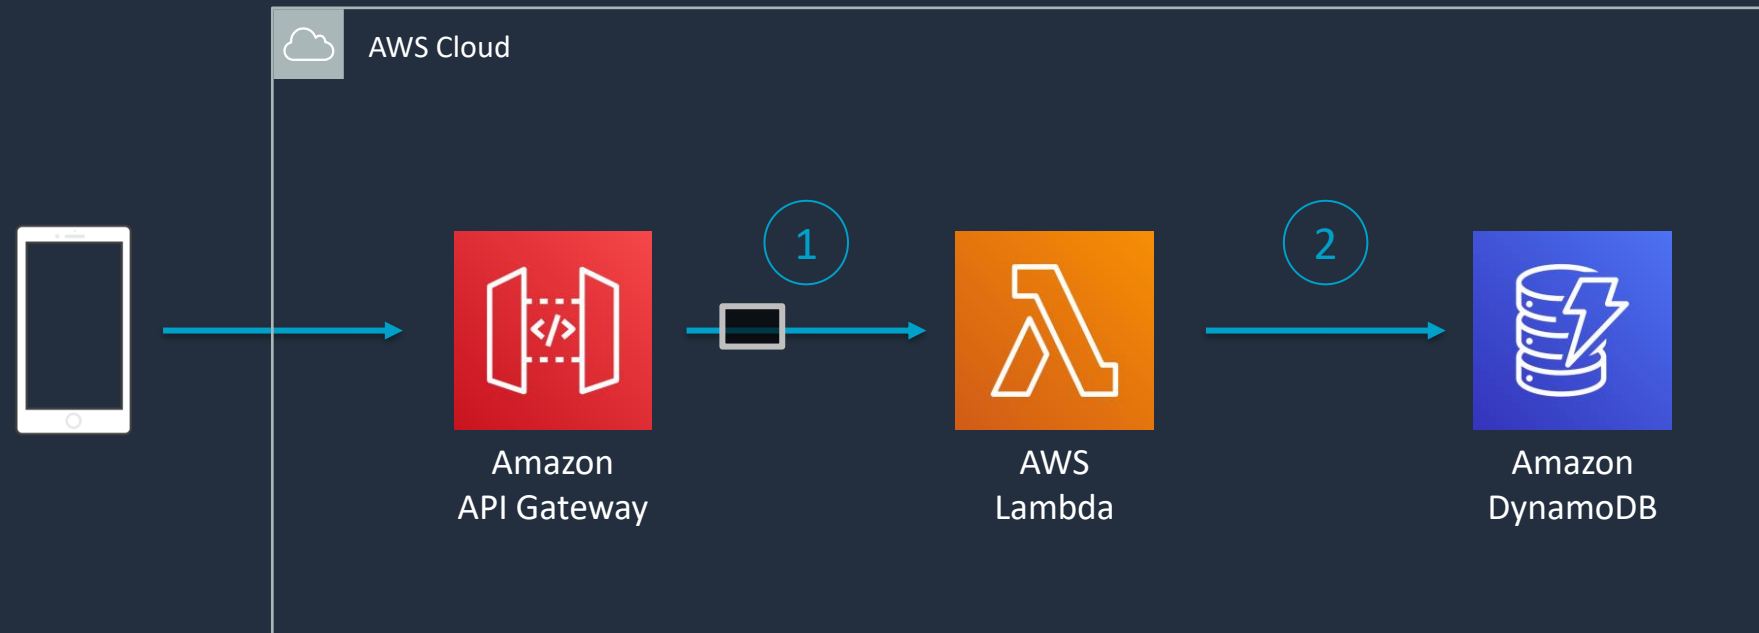 AWS Cloud
1
2
</>
Amazon
API Gateway
AWS
Lambda
Amazon
DynamoDB